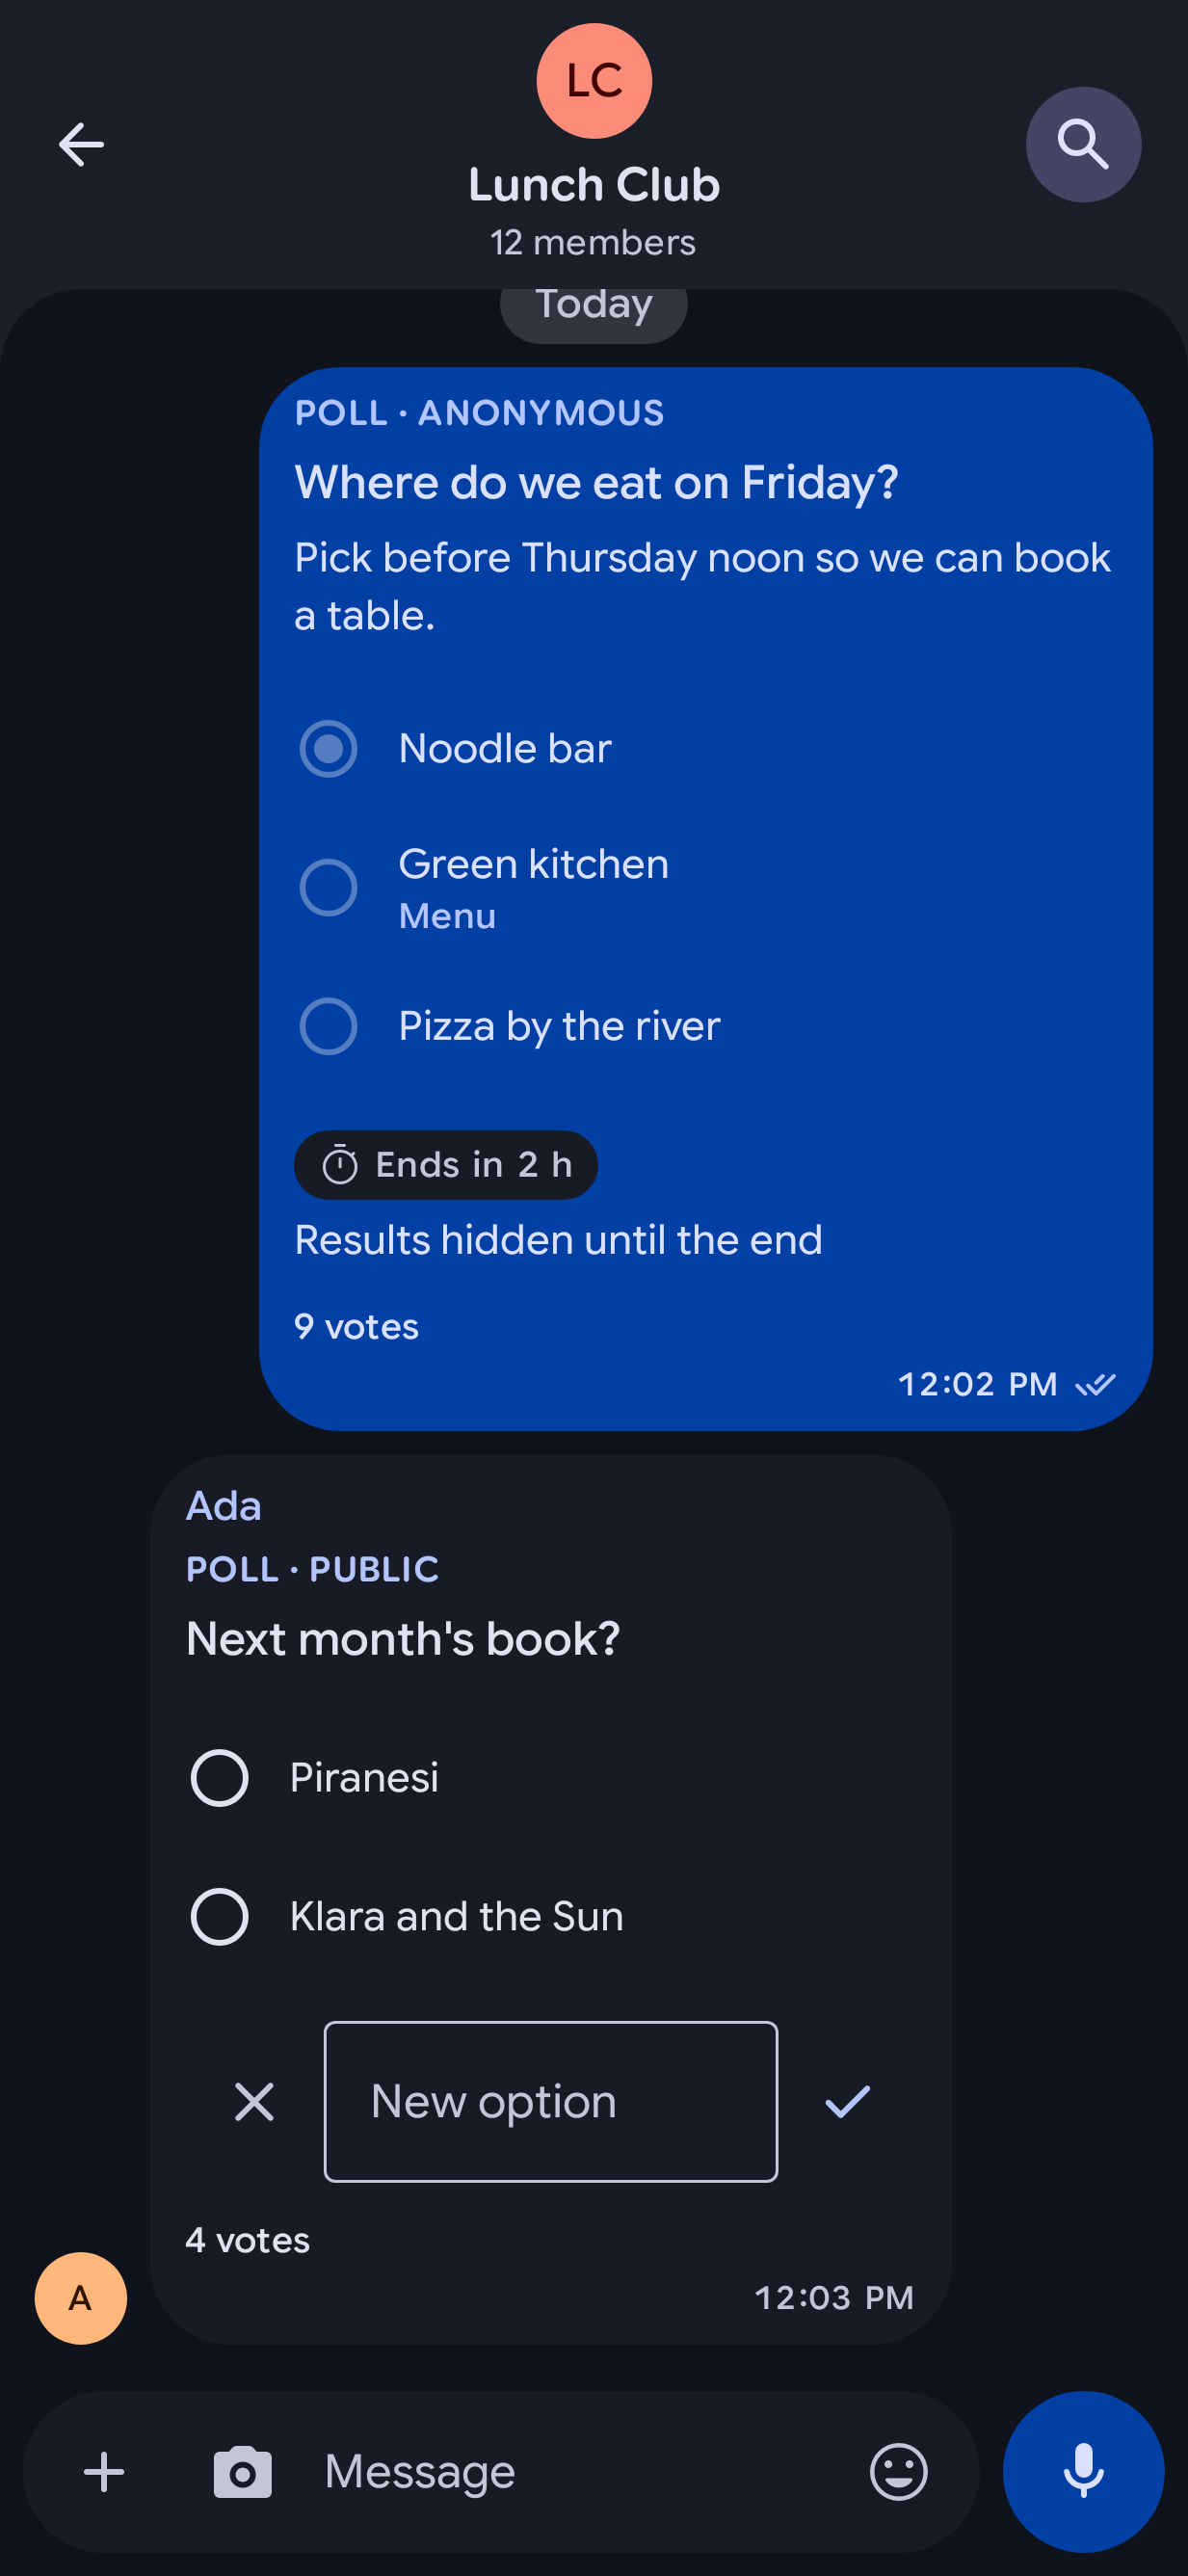 LC
Lunch Club
12 members
Today
POLL · ANONYMOUS
Where do we eat on Friday?
Pick before Thursday noon so we can book
a table.
Noodle bar
Green kitchen
Menu
Pizza by the river
Ends in 2 h
Results hidden until the end
9 votes
12:02 PM
Ada
POLL · PUBLIC
Next month's book?
Piranesi
Klara and the Sun
New option
4 votes
A
12:03 PM
Message